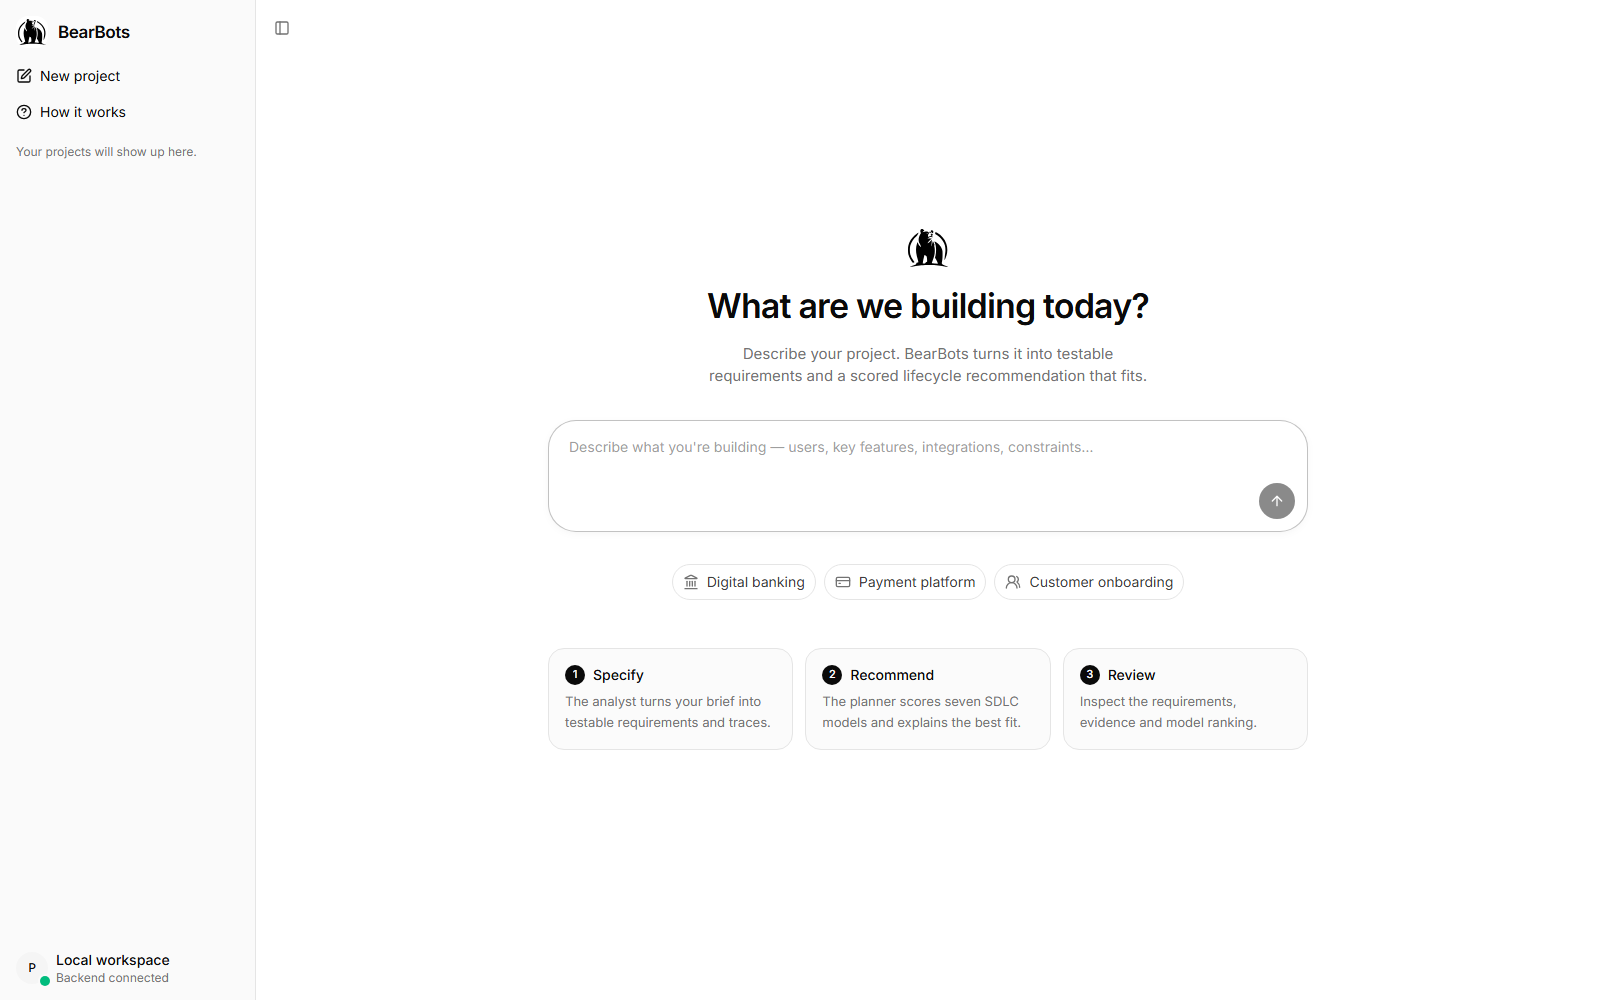 BearBots
New project
How it works
Your projects will show up here.
What are we building today?
Describe your project. BearBots turns it into testable
requirements and a scored lifecycle recommendation that fits.
Describe what you're building — users, key features, integrations, constraints...
Digital banking
Payment platform
Customer onboarding
1 Specify
The analyst turns your brief into
testable requirements and traces.
2 Recommend
The planner scores seven SDLC
models and explains the best fit.
3 Review
Inspect the requirements,
evidence and model ranking.
P
Local workspace
Backend connected